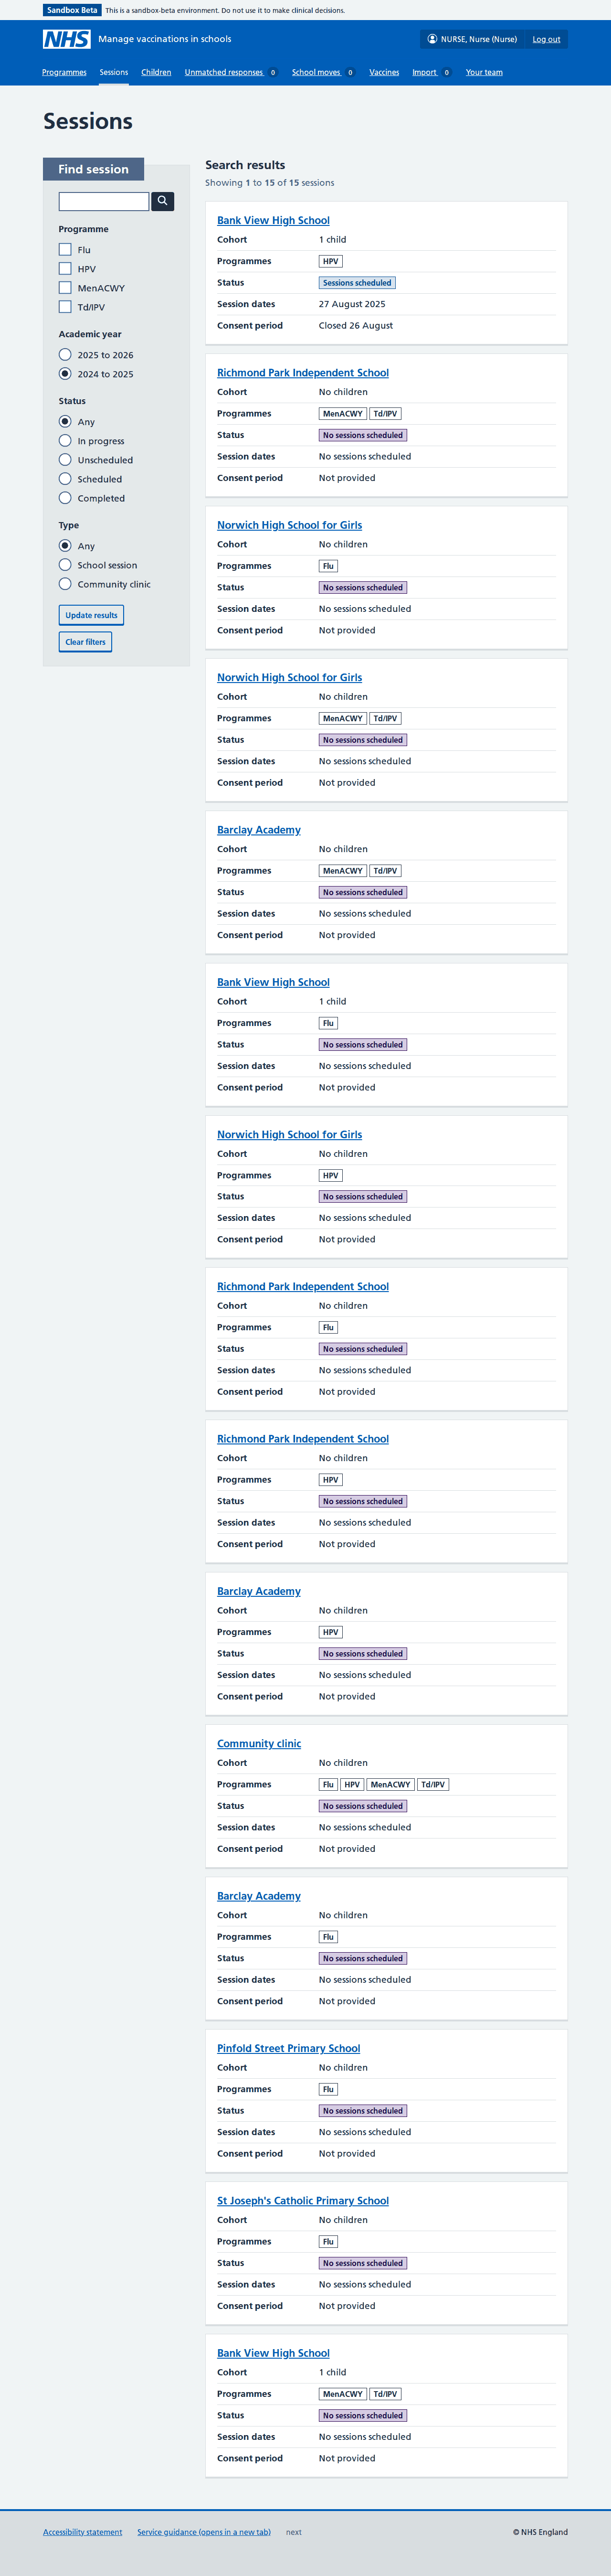 Sandbox Beta This is a sandbox-beta environment. Do not use it to make clinical decisions.
NHS Manage vaccinations in schools NURSE, Nurse (Nurse) Log out
Programmes Sessions Children Unmatched responses 0 School moves 0 Vaccines Import 0 Your team
Sessions
Find session
Programme
Flu
HPV
MenACWY
Td/IPV
Academic year
2025 to 2026
2024 to 2025
Status
Any
In progress
Unscheduled
Scheduled
Completed
Type
Any
School session
Community clinic
Update results
Clear filters
Search results
Showing 1 to 15 of 15 sessions
Bank View High School
Cohort 1 child
Programmes HPV
Status Sessions scheduled
Session dates 27 August 2025
Consent period Closed 26 August
Richmond Park Independent School
Cohort No children
Programmes MenACWY Td/IPV
Status No sessions scheduled
Session dates No sessions scheduled
Consent period Not provided
Norwich High School for Girls
Cohort No children
Programmes Flu
Status No sessions scheduled
Session dates No sessions scheduled
Consent period Not provided
Norwich High School for Girls
Cohort No children
Programmes MenACWY Td/IPV
Status No sessions scheduled
Session dates No sessions scheduled
Consent period Not provided
Barclay Academy
Cohort No children
Programmes MenACWY Td/IPV
Status No sessions scheduled
Session dates No sessions scheduled
Consent period Not provided
Bank View High School
Cohort 1 child
Programmes Flu
Status No sessions scheduled
Session dates No sessions scheduled
Consent period Not provided
Norwich High School for Girls
Cohort No children
Programmes HPV
Status No sessions scheduled
Session dates No sessions scheduled
Consent period Not provided
Richmond Park Independent School
Cohort No children
Programmes Flu
Status No sessions scheduled
Session dates No sessions scheduled
Consent period Not provided
Richmond Park Independent School
Cohort No children
Programmes HPV
Status No sessions scheduled
Session dates No sessions scheduled
Consent period Not provided
Barclay Academy
Cohort No children
Programmes HPV
Status No sessions scheduled
Session dates No sessions scheduled
Consent period Not provided
Community clinic
Cohort No children
Programmes Flu HPV MenACWY Td/IPV
Status No sessions scheduled
Session dates No sessions scheduled
Consent period Not provided
Barclay Academy
Cohort No children
Programmes Flu
Status No sessions scheduled
Session dates No sessions scheduled
Consent period Not provided
Pinfold Street Primary School
Cohort No children
Programmes Flu
Status No sessions scheduled
Session dates No sessions scheduled
Consent period Not provided
St Joseph's Catholic Primary School
Cohort No children
Programmes Flu
Status No sessions scheduled
Session dates No sessions scheduled
Consent period Not provided
Bank View High School
Cohort 1 child
Programmes MenACWY Td/IPV
Status No sessions scheduled
Session dates No sessions scheduled
Consent period Not provided
Accessibility statement Service guidance (opens in a new tab) next © NHS England